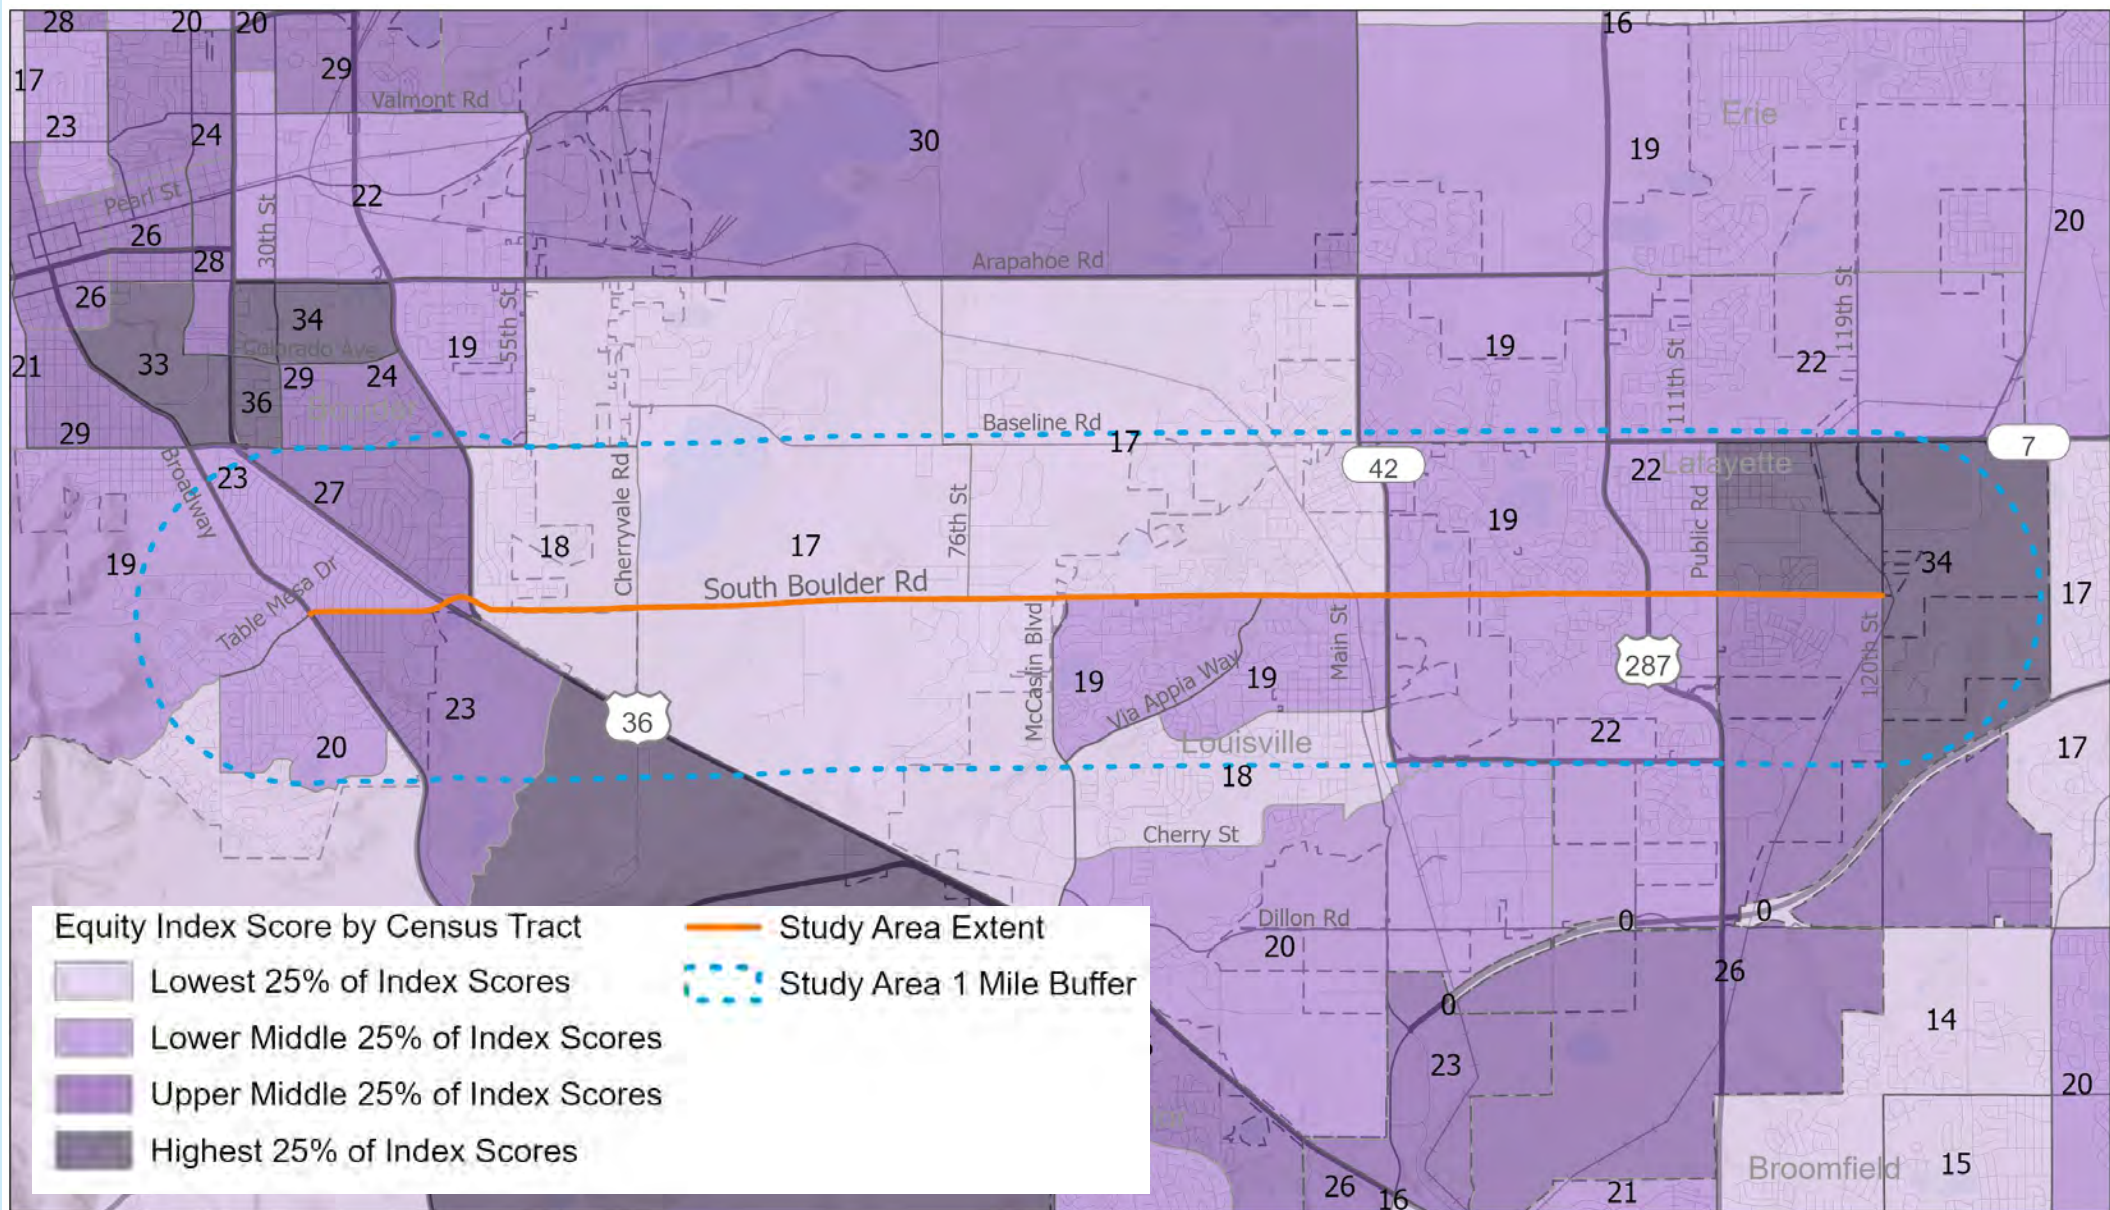 28
20
20
16
17
29
Valmont Rd
Erie
23
24
30
19
Pearl St
22
30th St
20
26
28
Arapahoe Rd
26
34
55th St
119th St
Colorado Ave
19
19
111th St
21
33
29
24
22
36
Boulder
29
Baseline Rd
17
7
Broadway
23
27
Cherryvale Rd
42
22
Lafayette
76th St
19
Public Rd
18
17
19
34
Table Mesa Dr
South Boulder Rd
McCaslin Blvd
Main St
120th St
17
287
19
Via Appia Way
19
23
36
20
Louisville
22
17
18
Cherry St
Equity Index Score by Census Tract
Lowest 25% of Index Scores
Lower Middle 25% of Index Scores
Upper Middle 25% of Index Scores
Highest 25% of Index Scores
Study Area Extent
Study Area 1 Mile Buffer
Dillon Rd
20
0
0
0
26
14
23
20
Broomfield
15
26
16
21